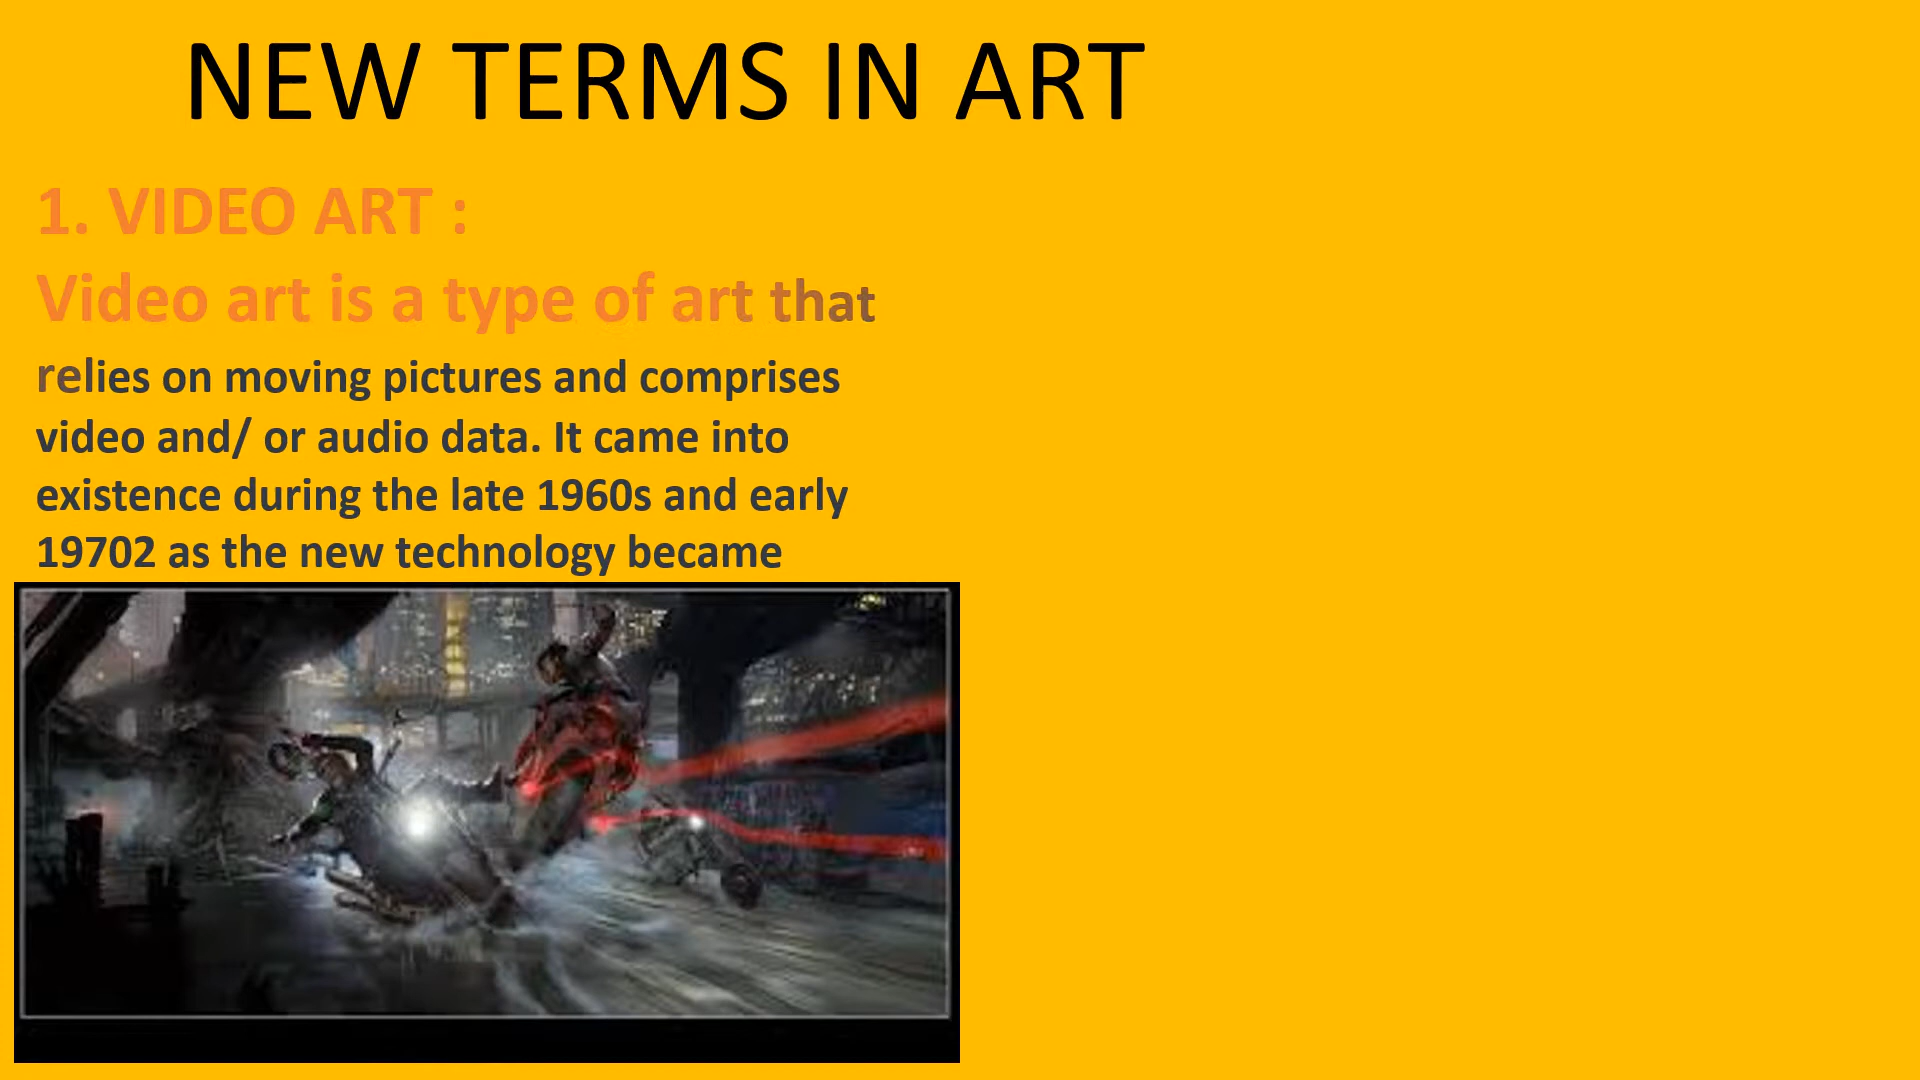 NEW TERMS IN ART
1. VIDEO ART :
Video art is a type of art that
relies on moving pictures and comprises
video and/ or audio data. It came into
existence during the late 1960s and early
19702 as the new technology became